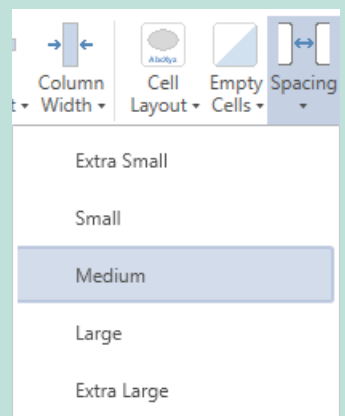 Column Cell Empty Spacing
t Width Layout Cells
Extra Small
Small
Medium
Large
Extra Large